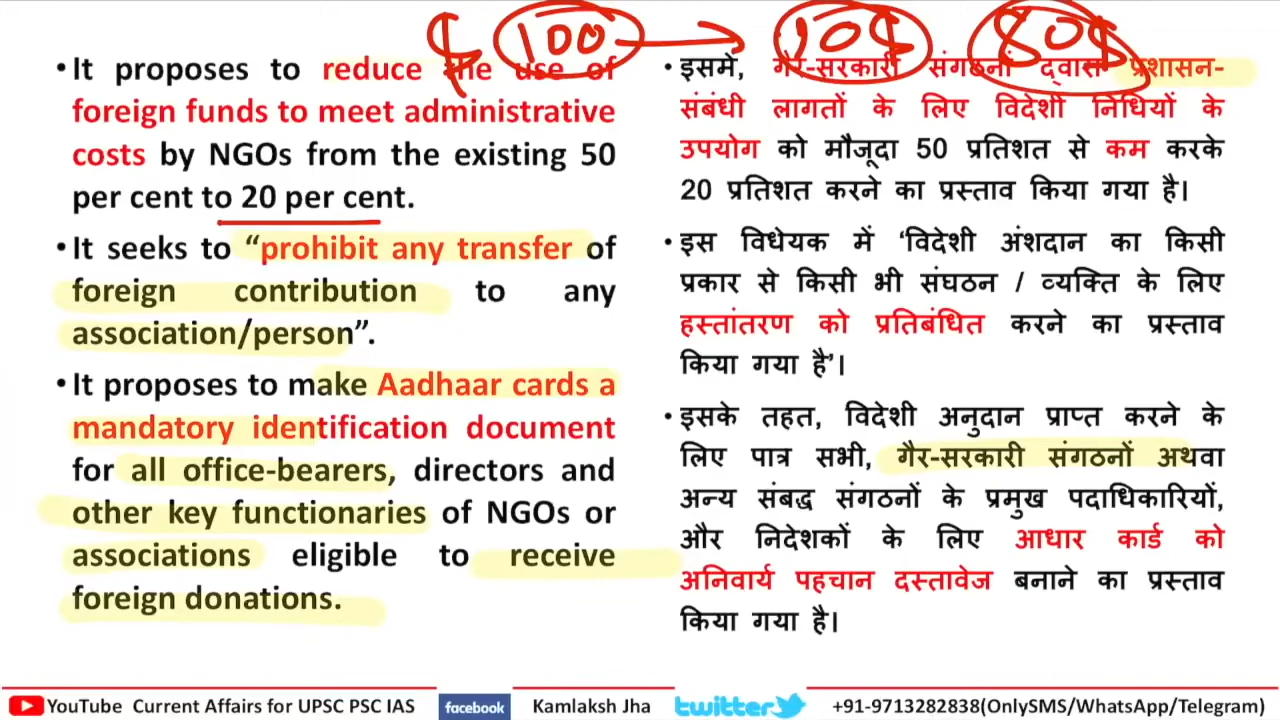 $ 100 80$
• It proposes to reduce the use of
foreign funds to meet administrative
costs by NGOs from the existing 50
per cent to 20 per cent.
• It seeks to “prohibit any transfer of
foreign contribution to any
association/person”.
• It proposes to make Aadhaar cards a
mandatory identification document
for all office-bearers, directors and
other key functionaries of NGOs or
associations eligible to receive
foreign donations.
• इसमे, गैर-सरकारी संगठनों द्वारा प्रशासन-
संबंधी लागतों के लिए विदेशी निधियों के
उपयोग को मौजूदा 50 प्रतिशत से कम करके
20 प्रतिशत करने का प्रस्ताव किया गया है।
• इस विधेयक में ‘विदेशी अंशदान का किसी
प्रकार से किसी भी संघठन / व्यक्ति के लिए
हस्तांतरण को प्रतिबंधित करने का प्रस्ताव
किया गया है’।
• इसके तहत, विदेशी अनुदान प्राप्त करने के
लिए पात्र सभी, गैर-सरकारी संगठनों अथवा
अन्य संबद्ध संगठनों के प्रमुख पदाधिकारियों,
और निदेशकों के लिए आधार कार्ड को
अनिवार्य पहचान दस्तावेज बनाने का प्रस्ताव
किया गया है।
YouTube Current Affairs for UPSC PSC IAS facebook Kamlaksh Jha twitter +91-9713282838(OnlySMS/WhatsApp/Telegram)